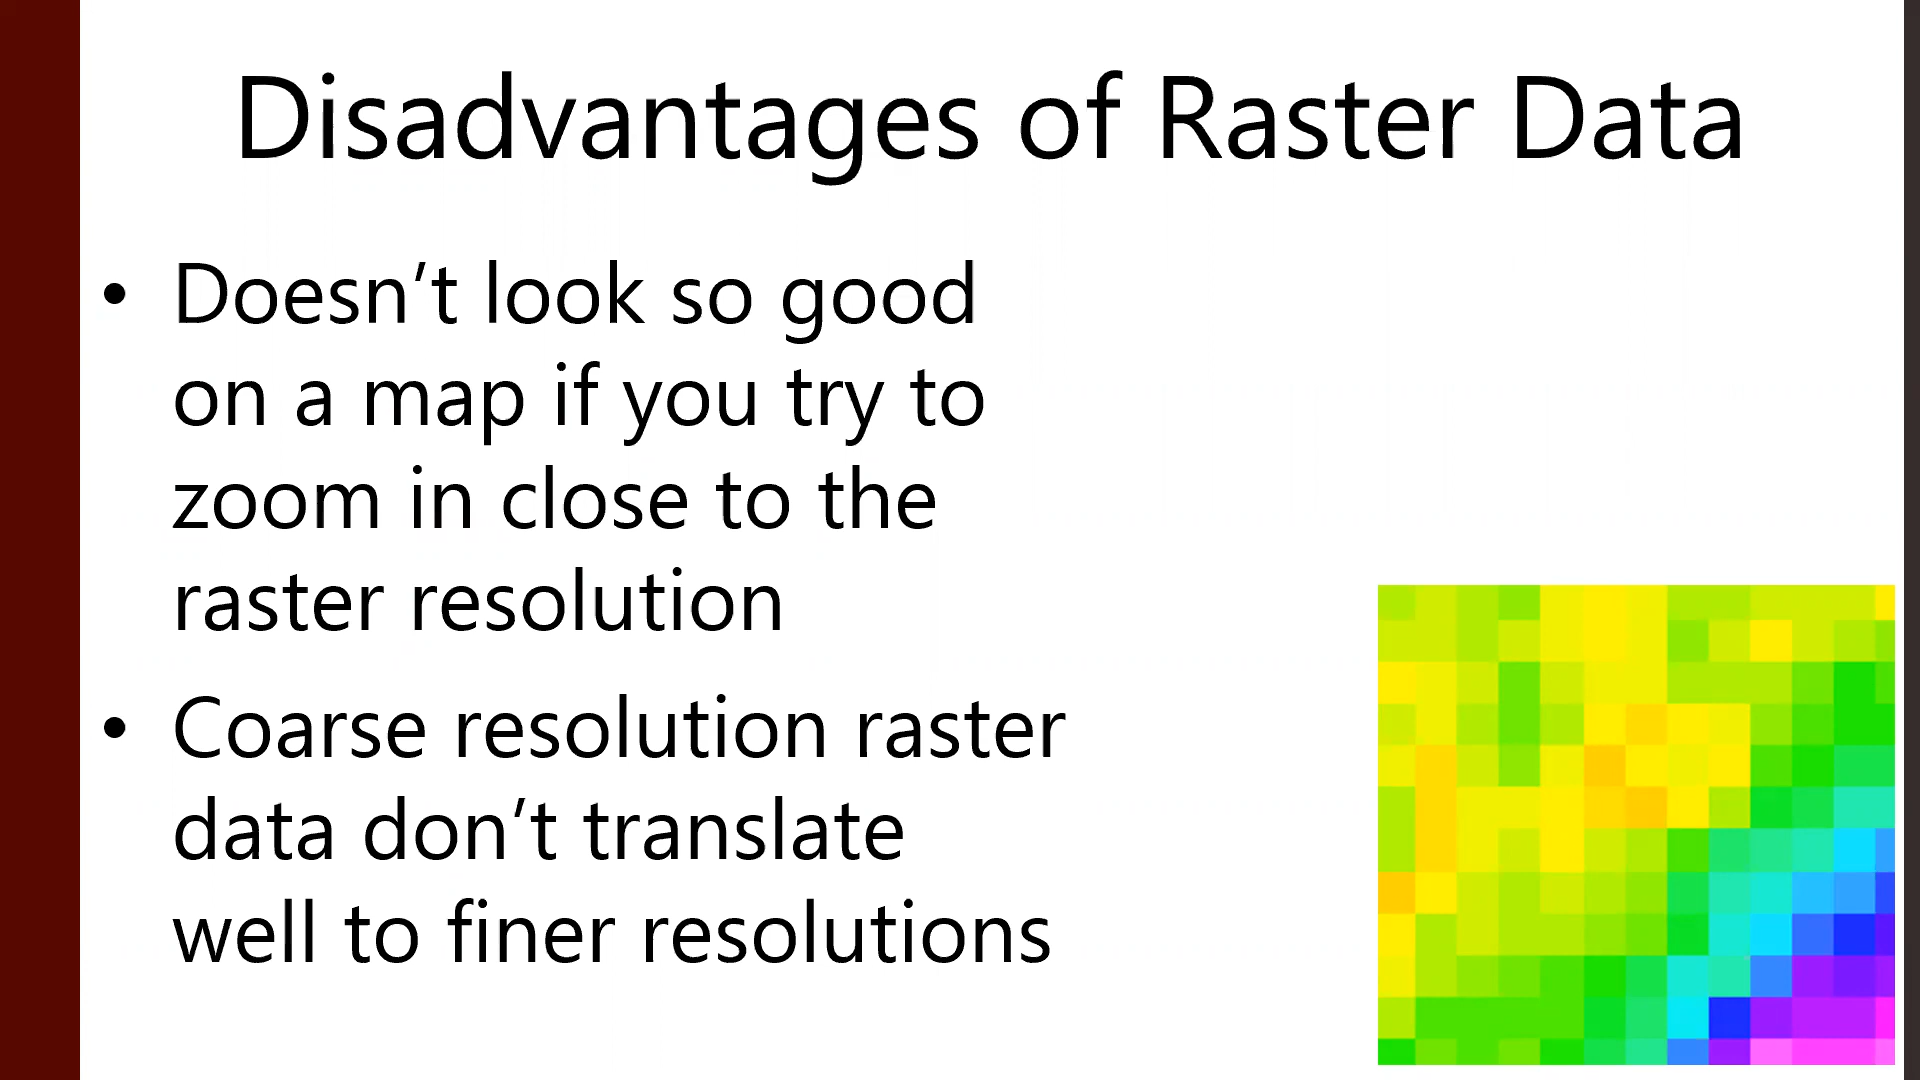 Disadvantages of Raster Data
• Doesn’t look so good
on a map if you try to
zoom in close to the
raster resolution
• Coarse resolution raster
data don’t translate
well to finer resolutions